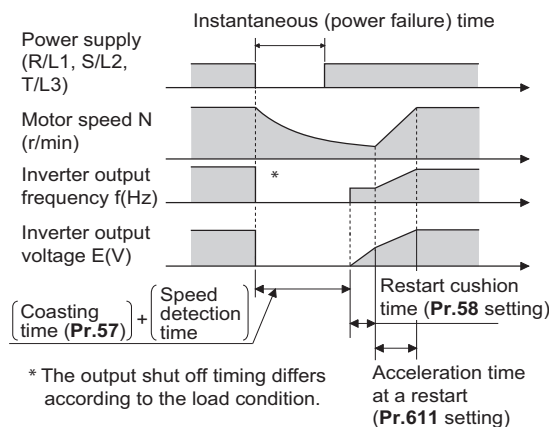 Instantaneous (power failure) time
Power supply
(R/L1, S/L2,
T/L3)
Motor speed N
(r/min)
Inverter output
frequency f(Hz)
*
Inverter output
voltage E(V)
Coasting
time (Pr.57)
+
Speed
detection
time
Restart cushion
time (Pr.58 setting)
* The output shut off timing differs
according to the load condition.
Acceleration time
at a restart
(Pr.611 setting)